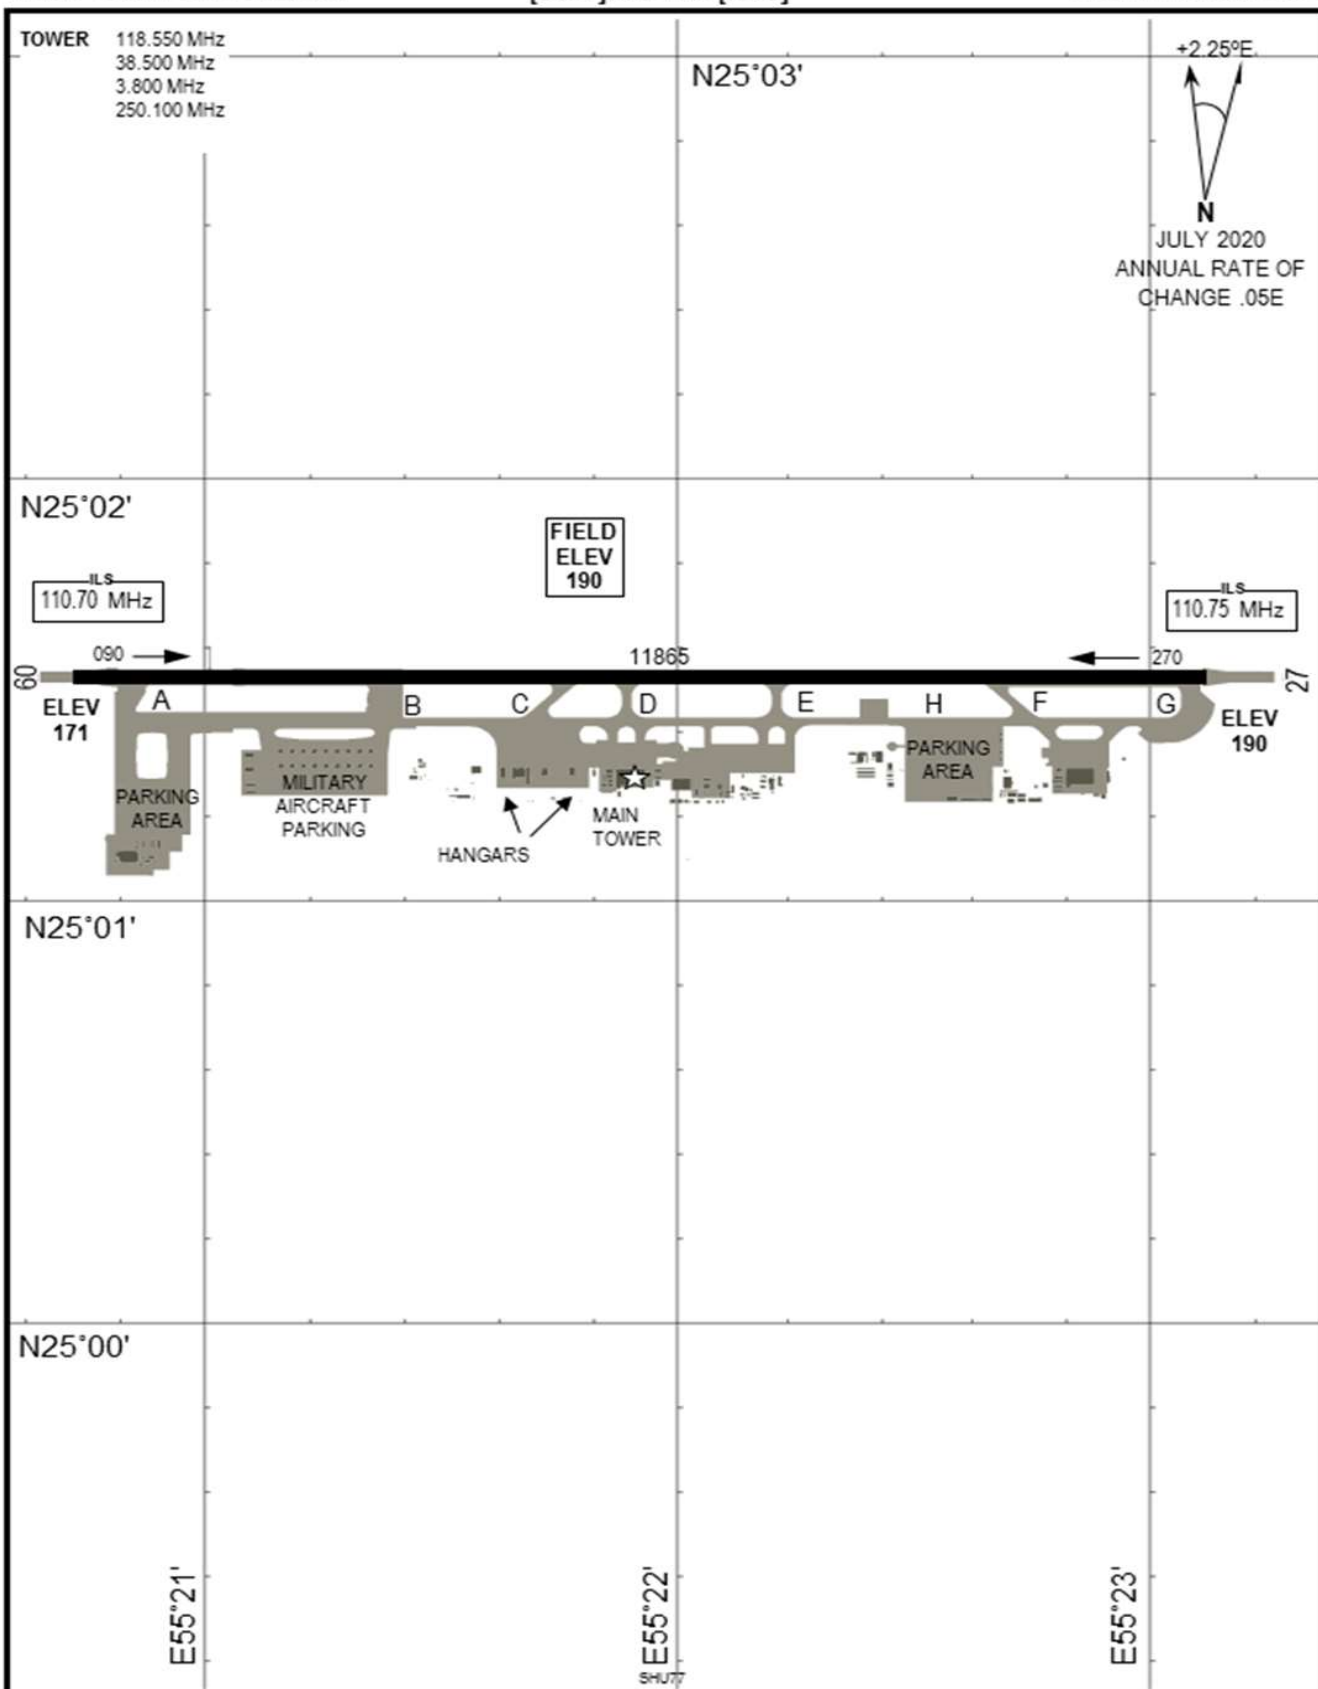 TOWER 118.550 MHz
38.500 MHz
3.800 MHz
250.100 MHz
N25°03'
+2.25ºE
N
JULY 2020
ANNUAL RATE OF
CHANGE .05E
N25°02'
FIELD
ELEV
190
ILS
110.70 MHz
ILS
110.75 MHz
090
11865
270
09
27
A
B
C
D
E
H
F
G
ELEV
171
ELEV
190
PARKING
AREA
MILITARY
AIRCRAFT
PARKING
HANGARS
MAIN
TOWER
PARKING
AREA
N25°01'
N25°00'
E55°21'
E55°22'
E55°23'
SHU77